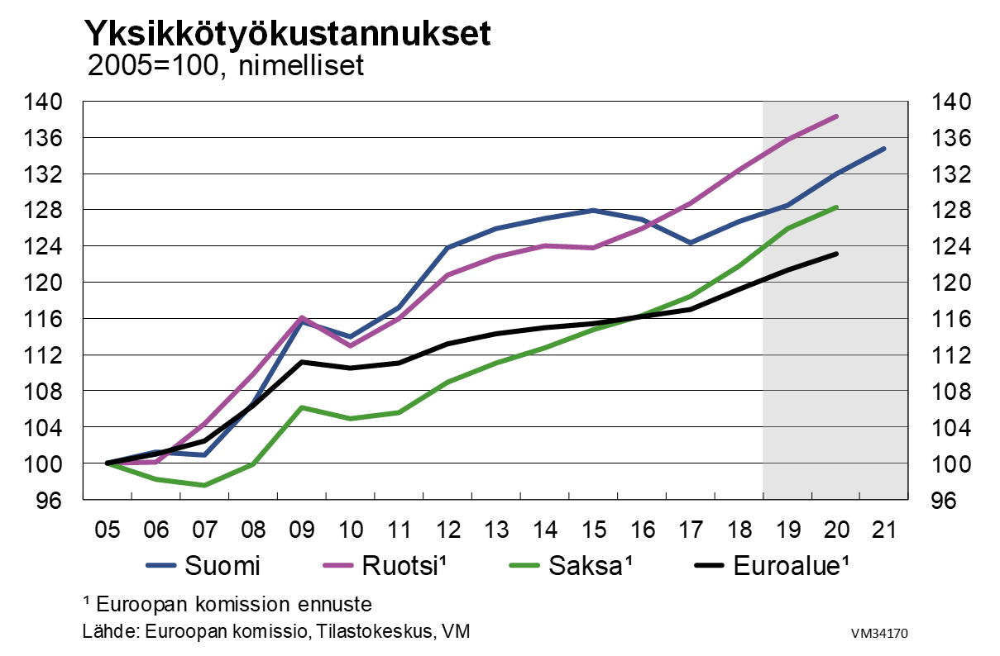 Yksikkötyökustannukset
2005=100, nimelliset
140 140
136 136
132 132
128 128
124 124
120 120
116 116
112 112
108 108
104 104
100 100
96 96
05 06 07 08 09 10 11 12 13 14 15 16 17 18 19 20 21
Suomi Ruotsi¹ Saksa¹ Euroalue¹
¹ Euroopan komission ennuste
Lähde: Euroopan komissio, Tilastokeskus, VM VM34170